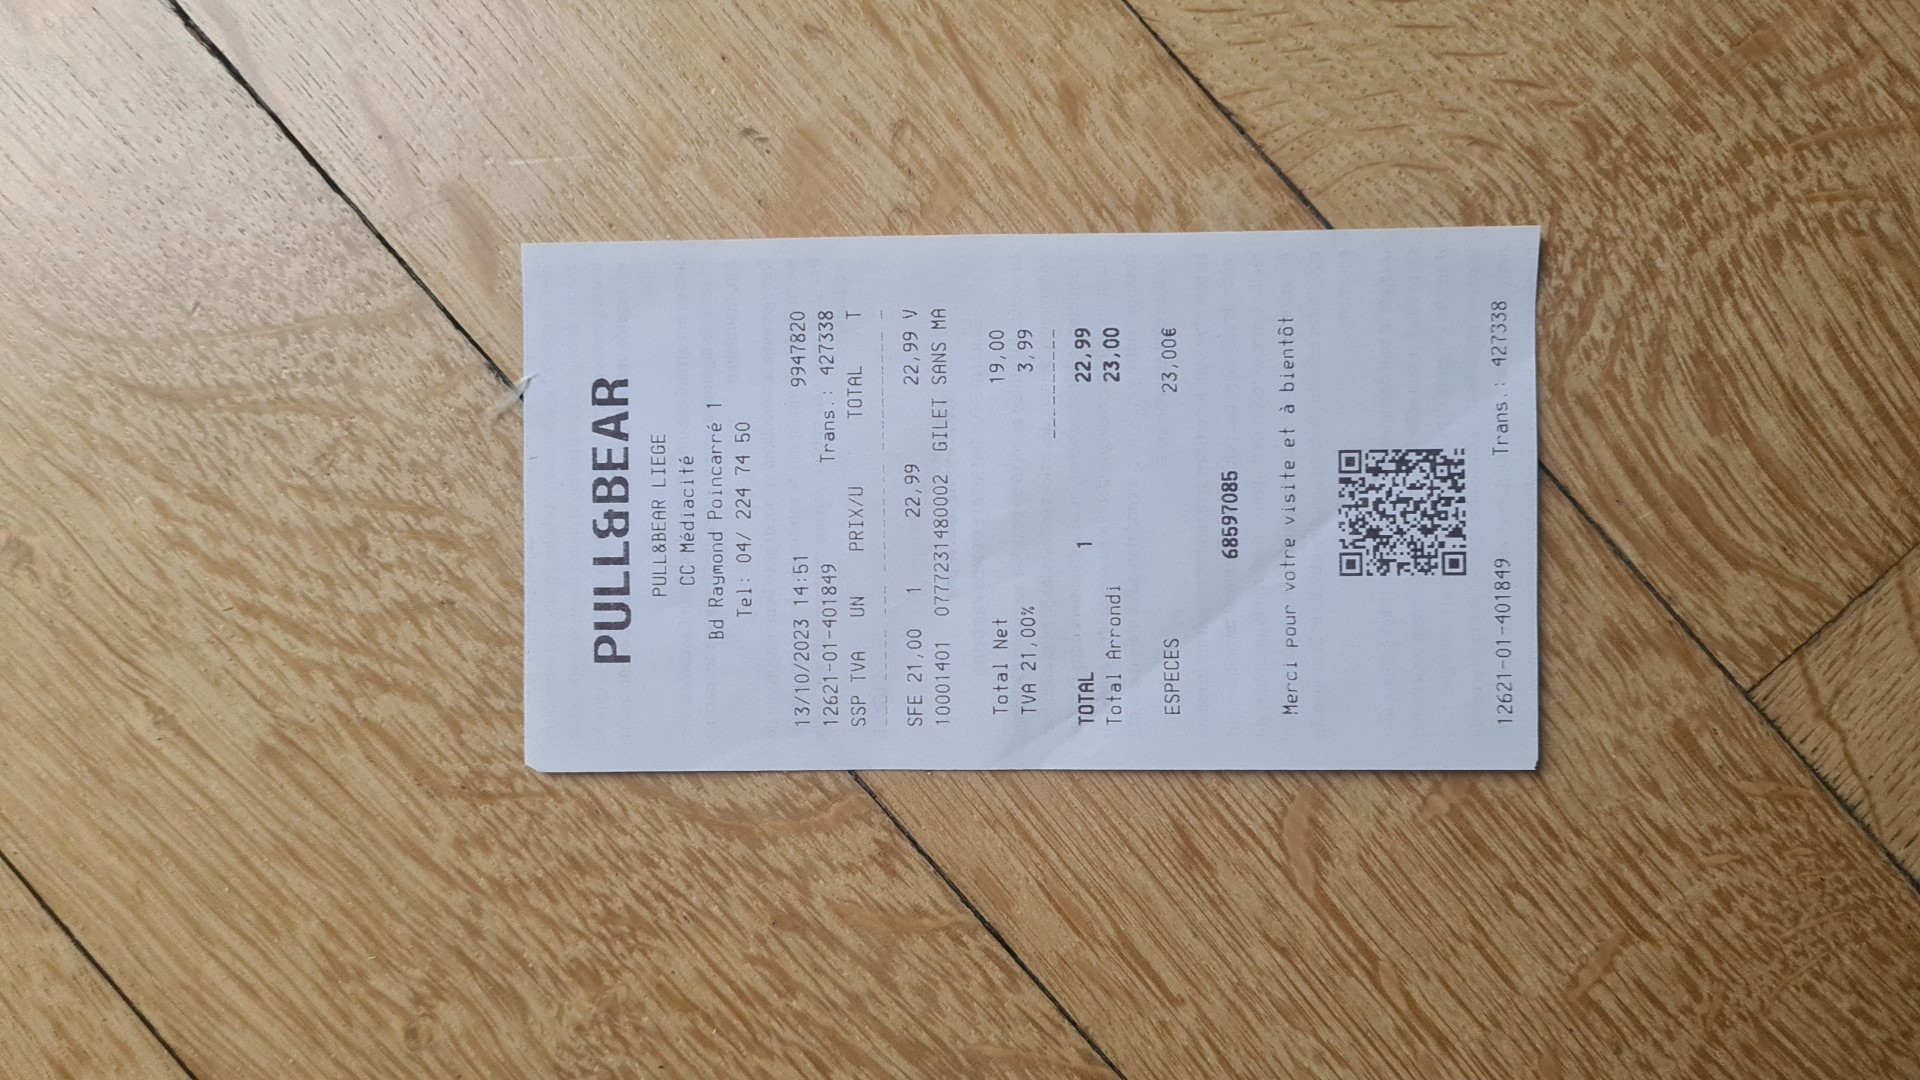 PULL&BEAR
PULL&BEAR LIEGE
CC Médiacité
Bd Raymond Poincarré 1
Tel: 04/ 224 74 50
13/10/2023 14:51 9947820
12621-01-401849 Trans.: 427338
SSP TVA UN PRIX/U TOTAL T
SFE 21,00 1 22,99 22,99 V
10001401 07772314800​02 GILET SANS MA
Total Net 19,00
TVA 21,00% 3,99
TOTAL 1 22,99
Total Arrondi 23,00
ESPECES 23,00€
68597085
Merci pour votre visite et à bientôt
12621-01-401849 Trans.: 427338